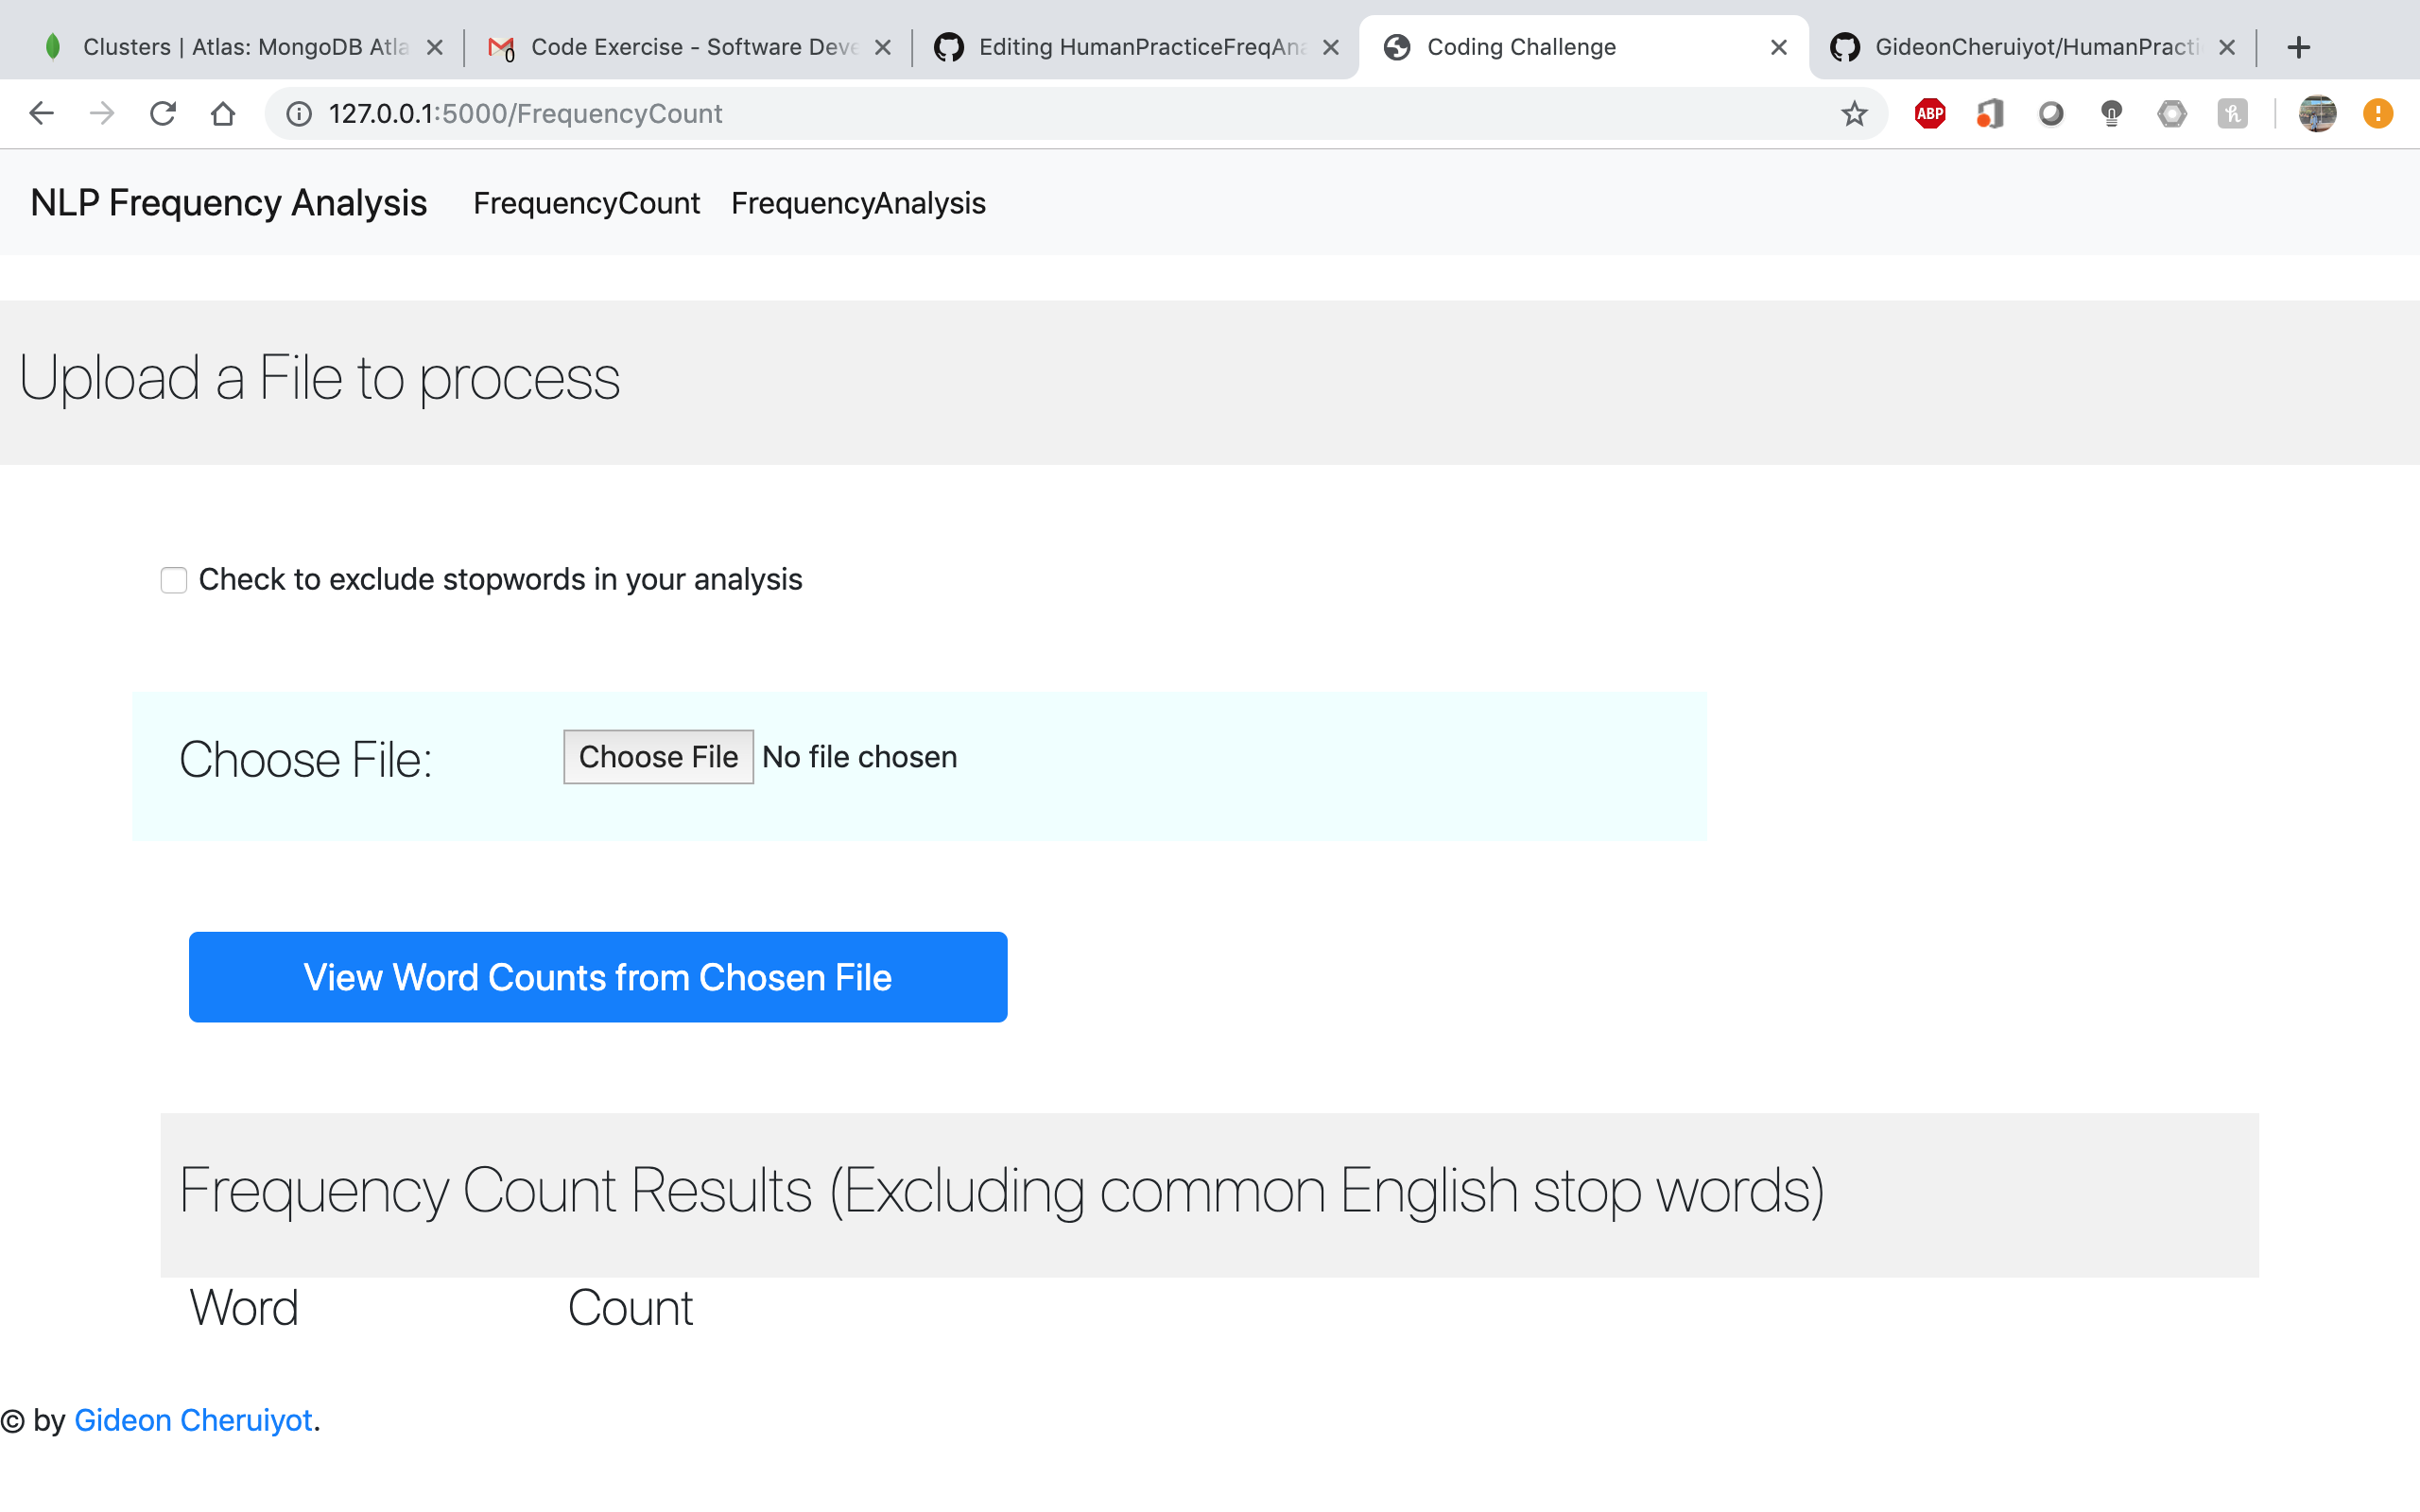 Clusters | Atlas: MongoDB Atla
0 Code Exercise - Software Deve
Editing HumanPracticeFreqAna
Coding Challenge
GideonCheruiyot/HumanPracti
127.0.0.1:5000/FrequencyCount
ABP
h
NLP Frequency Analysis FrequencyCount FrequencyAnalysis
Upload a File to process
Check to exclude stopwords in your analysis
Choose File: Choose File No file chosen
View Word Counts from Chosen File
Frequency Count Results (Excluding common English stop words)
Word Count
© by Gideon Cheruiyot.